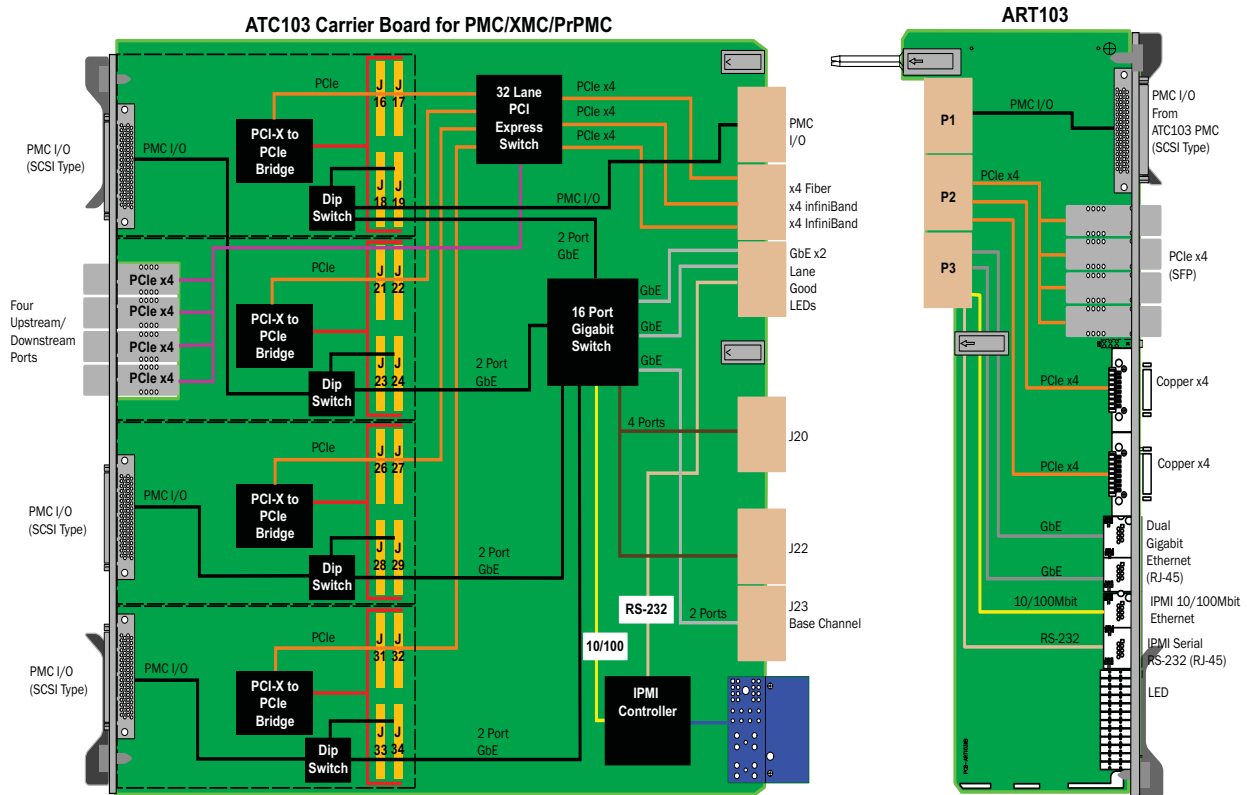 ATC103 Carrier Board for PMC/XMC/PrPMC
ART103
PMC I/O
(SCSI Type)
PMC I/O
PCI-X to
PCIe
Bridge
PCIe
J
16
J
17
J
18
J
19
Dip
Switch
32 Lane
PCI
Express
Switch
PCIe x4
PCIe x4
PCIe x4
PMC I/O
PMC
I/O
x4 Fiber
x4 infiniBand
x4 InfiniBand
GbE x2
Lane
Good
LEDs
2 Port
GbE
Four
Upstream/
Downstream
Ports
PCIe x4
PCIe x4
PCIe x4
PCIe x4
PCIe
PCI-X to
PCIe
Bridge
J
21
J
22
J
23
J
24
Dip
Switch
2 Port
GbE
16 Port
Gigabit
Switch
GbE
GbE
GbE
4 Ports
J20
J22
J23
Base Channel
2 Ports
PMC I/O
(SCSI Type)
PMC I/O
PCIe
PCI-X to
PCIe
Bridge
J
26
J
27
J
28
J
29
Dip
Switch
2 Port
GbE
RS-232
10/100
IPMI
Controller
PMC I/O
(SCSI Type)
PMC I/O
PCIe
PCI-X to
PCIe
Bridge
J
31
J
32
J
33
J
34
Dip
Switch
2 Port
GbE
P1
P2
P3
PMC I/O
PMC I/O
From
ATC103 PMC
(SCSI Type)
PCIe x4
PCIe x4
(SFP)
PCIe x4
Copper x4
PCIe x4
Copper x4
GbE
GbE
Dual
Gigabit
Ethernet
(RJ-45)
10/100Mbit
IPMI 10/100Mbit
Ethernet
RS-232
IPMI Serial
RS-232 (RJ-45)
LED